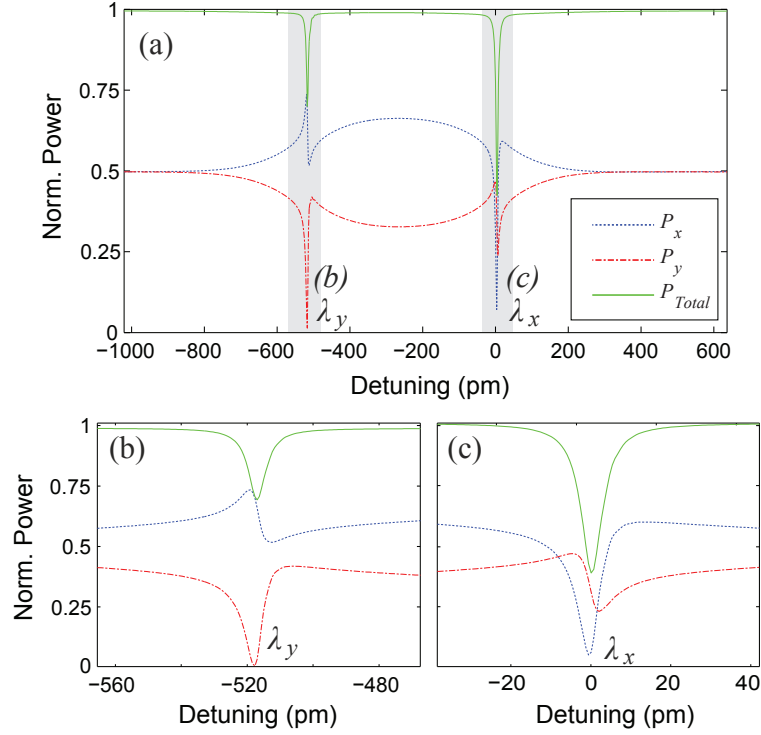 (a)
Norm. Power
1
0.75
0.5
0.25
0
(b)
λy
(c)
λx
Px
Py
PTotal
−1000 −800 −600 −400 −200 0 200 400 600
Detuning (pm)
(b)
1
0.75
0.5
0.25
0
Norm. Power
λy
−560 −520 −480
Detuning (pm)
(c)
λx
−20 0 20 40
Detuning (pm)